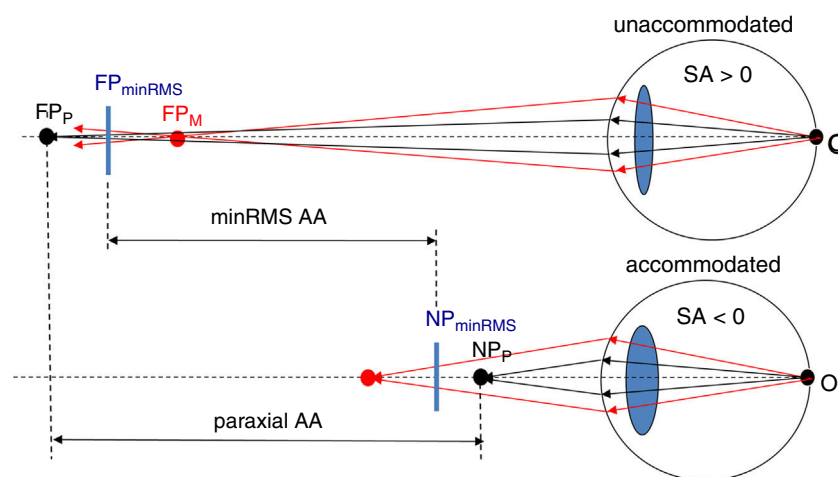 unaccommodated
SA > 0
FP_minRMS
FP_P
FP_M
O
minRMS AA
accommodated
SA < 0
NP_minRMS
NP_P
O
paraxial AA